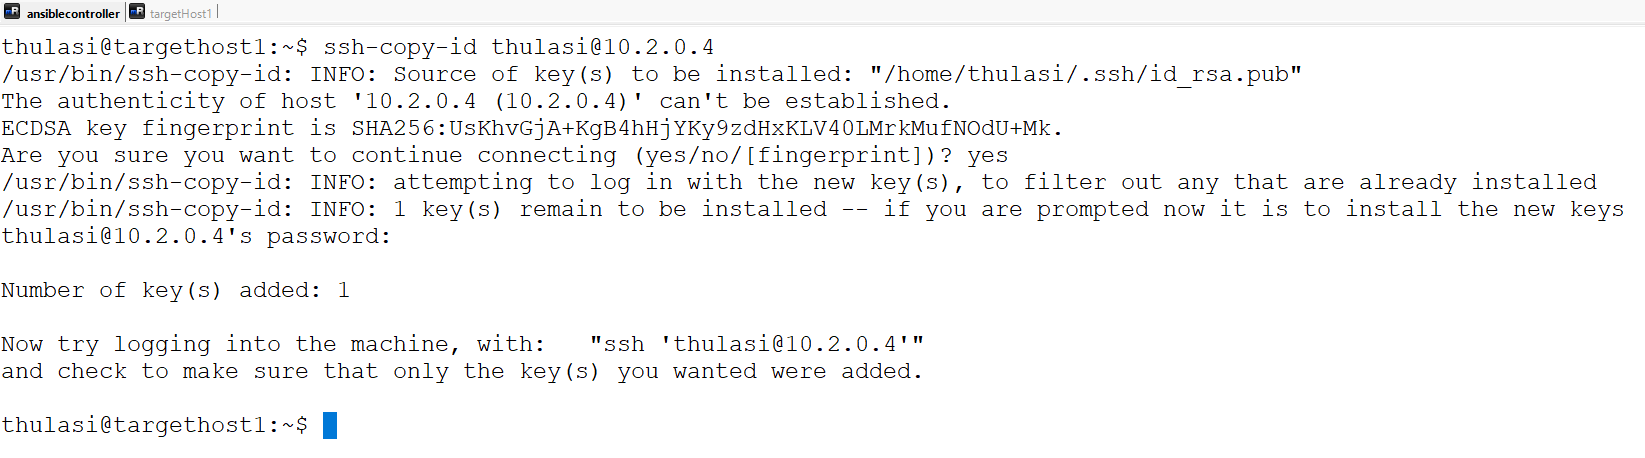 ansiblecontroller targetHost1
thulasi@targethost1:~$ ssh-copy-id thulasi@10.2.0.4
/usr/bin/ssh-copy-id: INFO: Source of key(s) to be installed: "/home/thulasi/.ssh/id_rsa.pub"
The authenticity of host '10.2.0.4 (10.2.0.4)' can't be established.
ECDSA key fingerprint is SHA256:UsKhvGjA+KgB4hHjYKy9zdHxKLV40LMrkMufNOdU+Mk.
Are you sure you want to continue connecting (yes/no/[fingerprint])? yes
/usr/bin/ssh-copy-id: INFO: attempting to log in with the new key(s), to filter out any that are already installed
/usr/bin/ssh-copy-id: INFO: 1 key(s) remain to be installed -- if you are prompted now it is to install the new keys
thulasi@10.2.0.4's password:
Number of key(s) added: 1
Now try logging into the machine, with:   "ssh 'thulasi@10.2.0.4'"
and check to make sure that only the key(s) you wanted were added.
thulasi@targethost1:~$